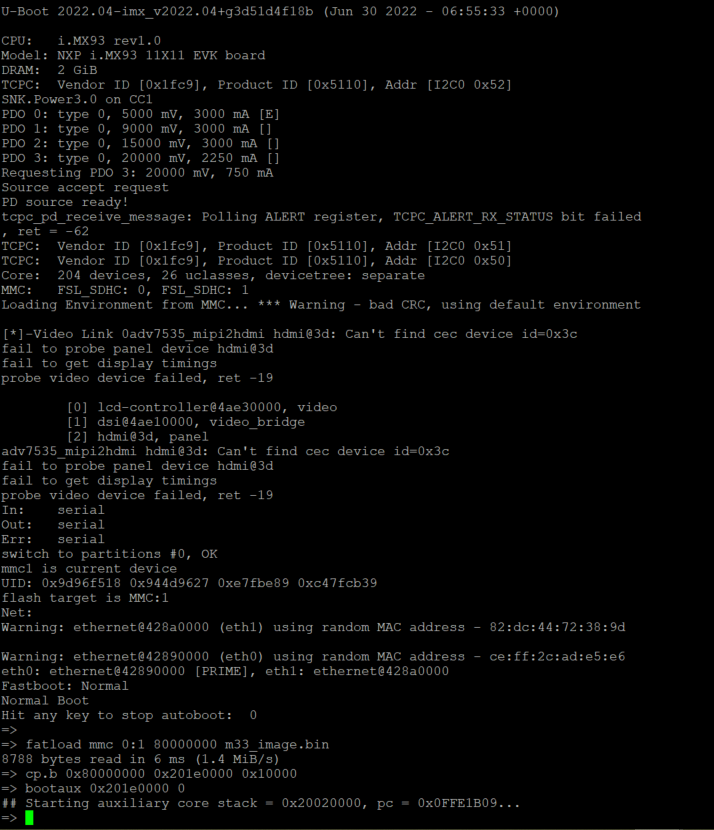 U-Boot 2022.04-imx_v2022.04+g3d51d4f18b (Jun 30 2022 - 06:55:33 +0000)
CPU:   i.MX93 rev1.0
Model: NXP i.MX93 11X11 EVK board
DRAM:  2 GiB
TCPC:  Vendor ID [0x1fc9], Product ID [0x5110], Addr [I2C0 0x52]
SNK.Power3.0 on CC1
PDO 0: type 0, 5000 mV, 3000 mA [E]
PDO 1: type 0, 9000 mV, 3000 mA []
PDO 2: type 0, 15000 mV, 3000 mA []
PDO 3: type 0, 20000 mV, 2250 mA []
Requesting PDO 3: 20000 mV, 750 mA
Source accept request
PD source ready!
tcpc_pd_receive_message: Polling ALERT register, TCPC_ALERT_RX_STATUS bit failed
, ret = -62
TCPC:  Vendor ID [0x1fc9], Product ID [0x5110], Addr [I2C0 0x51]
TCPC:  Vendor ID [0x1fc9], Product ID [0x5110], Addr [I2C0 0x50]
Core:  204 devices, 26 uclasses, devicetree: separate
MMC:   FSL_SDHC: 0, FSL_SDHC: 1
Loading Environment from MMC... *** Warning - bad CRC, using default environment
[*]-Video Link 0adv7535_mipi2hdmi hdmi@3d: Can't find cec device id=0x3c
fail to probe panel device hdmi@3d
fail to get display timings
probe video device failed, ret -19
[0] lcd-controller@4ae30000, video
[1] dsi@4ae10000, video_bridge
[2] hdmi@3d, panel
adv7535_mipi2hdmi hdmi@3d: Can't find cec device id=0x3c
fail to probe panel device hdmi@3d
fail to get display timings
probe video device failed, ret -19
In:    serial
Out:   serial
Err:   serial
switch to partitions #0, OK
mmc1 is current device
UID: 0x9d96f518 0x944d9627 0xe7fbe89 0xc47fcb39
flash target is MMC:1
Net:
Warning: ethernet@428a0000 (eth1) using random MAC address - 82:dc:44:72:38:9d
Warning: ethernet@42890000 (eth0) using random MAC address - ce:ff:2c:ad:e5:e6
eth0: ethernet@42890000 [PRIME], eth1: ethernet@428a0000
Fastboot: Normal
Normal Boot
Hit any key to stop autoboot:  0
=>
=> fatload mmc 0:1 80000000 m33_image.bin
8788 bytes read in 6 ms (1.4 MiB/s)
=> cp.b 0x80000000 0x201e0000 0x10000
=> bootaux 0x201e0000 0
## Starting auxiliary core stack = 0x20020000, pc = 0x0FFE1B09...
=>